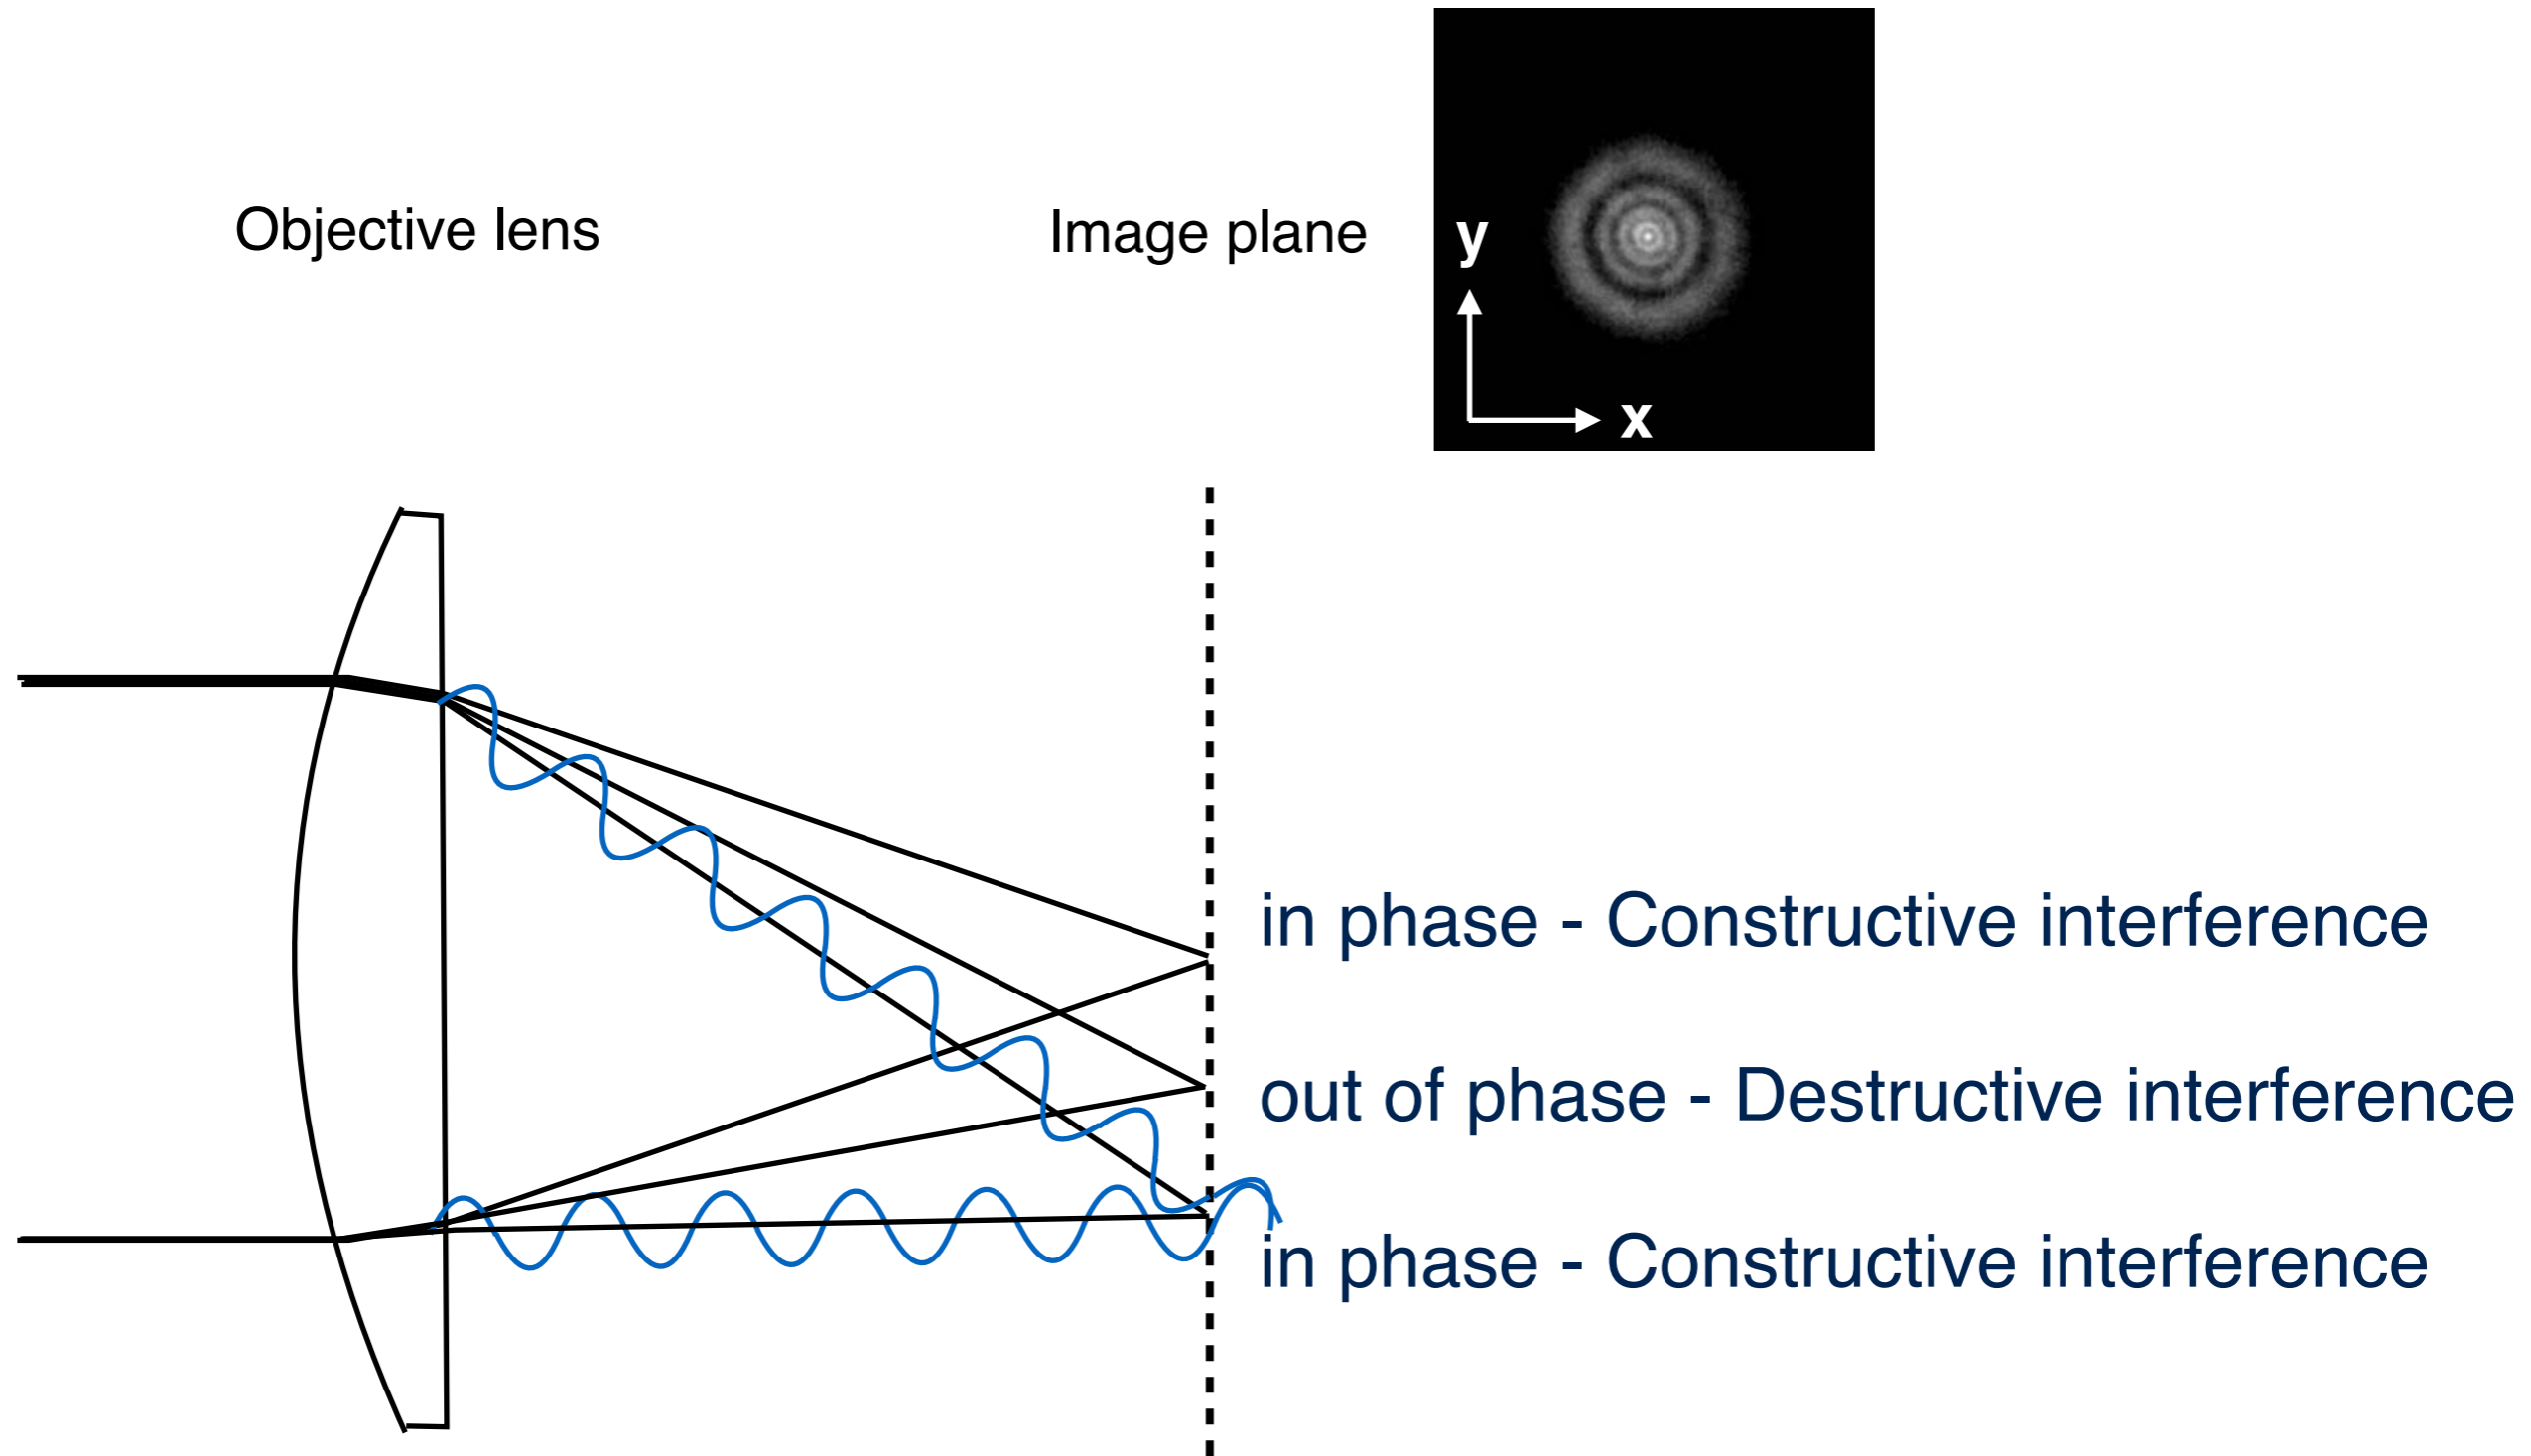 Objective lens
Image plane
y
x
in phase - Constructive interference
out of phase - Destructive interference
in phase - Constructive interference